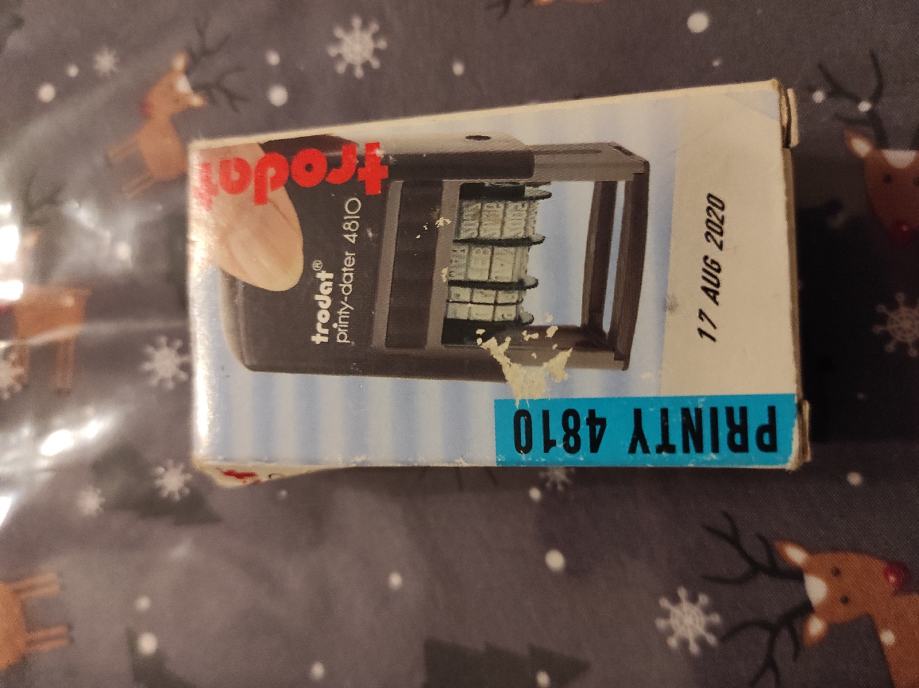 trodat
trodat®
printy-dater 4810
17 AUG 2020
PRINTY 4810